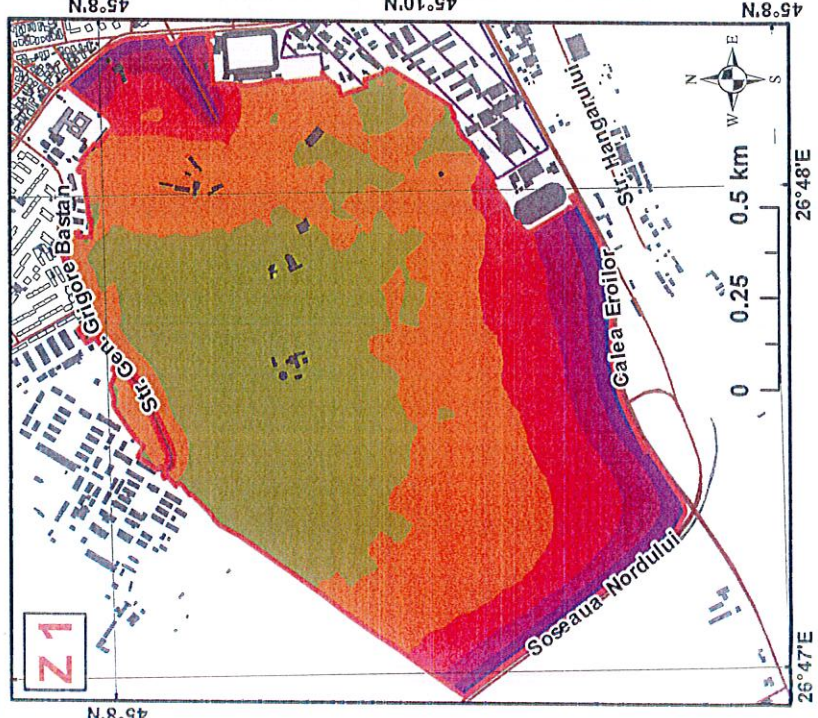 45°8'N
45°10'N
45°8'N
Z 1
Str. Gen. Grigore Bastan
Str. Hangarului
Calea Eroilor
Soseaua Nordului
N
W
E
S
0
0.25
0.5 km
45°8'N
26°47'E
26°48'E